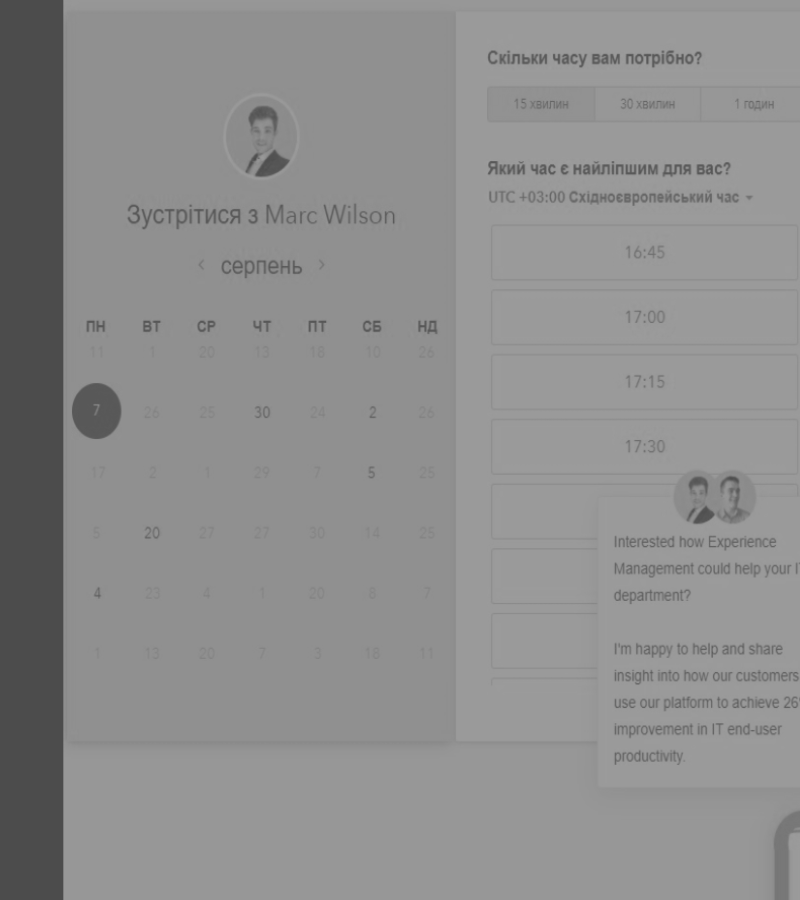 Зустрітися з Marc Wilson
серпень
ПН ВТ СР ЧТ ПТ СБ НД
11 1 20 13 18 10 26
7 26 25 30 24 2 26
17 2 1 29 7 5 25
5 20 27 27 30 14 25
4 23 4 1 20 8 7
1 13 20 7 3 18 11
Скільки часу вам потрібно?
15 хвилин 30 хвилин 1 годин
Який час є найліпшим для вас?
UTC +03:00 Східноєвропейський час
16:45
17:00
17:15
17:30
Interested how Experience
Management could help your IT
department?
I'm happy to help and share
insight into how our customers
use our platform to achieve 26%
improvement in IT end-user
productivity.